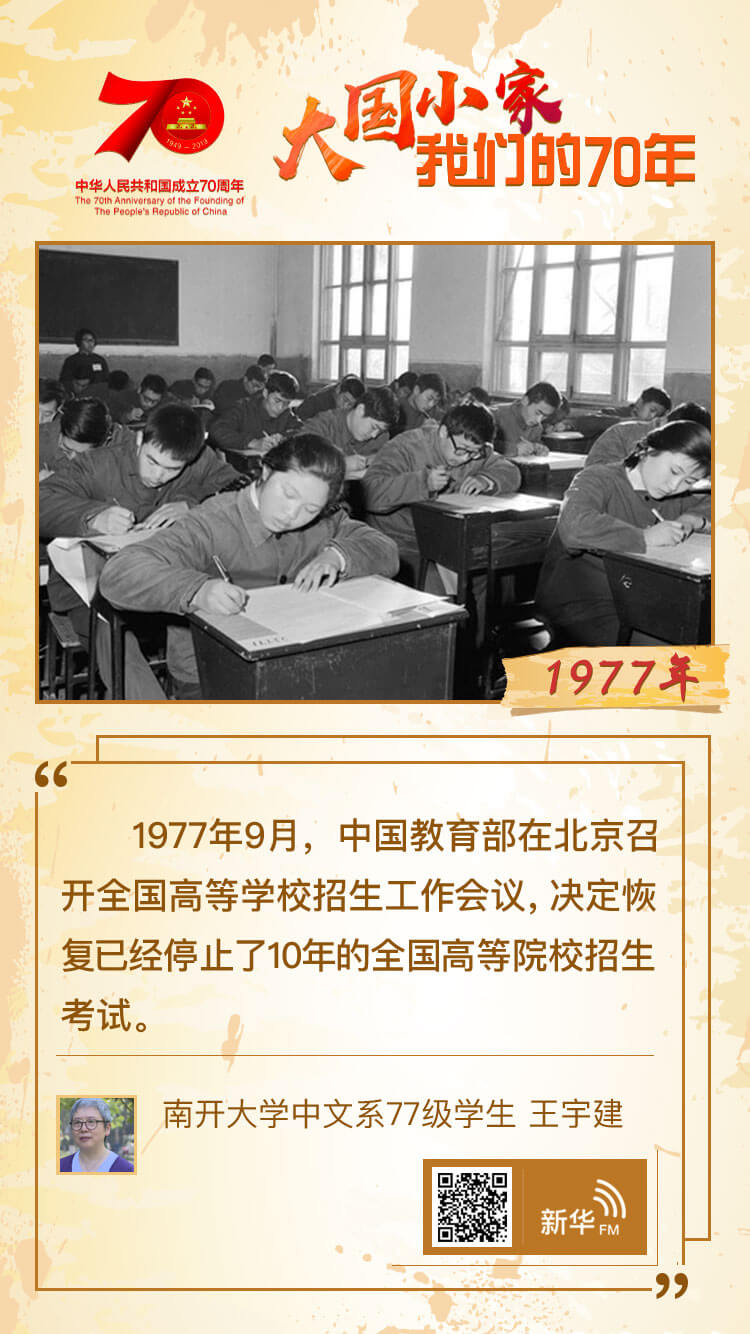 1949－2019
中华人民共和国成立70周年
The 70th Anniversary of the Founding of
The People's Republic of China
大国小家
我们的70年
1977年
“
1977年9月，中国教育部在北京召
开全国高等学校招生工作会议，决定恢
复已经停止了10年的全国高等院校招生
考试。
南开大学中文系77级学生 王宇建
新华FM
”